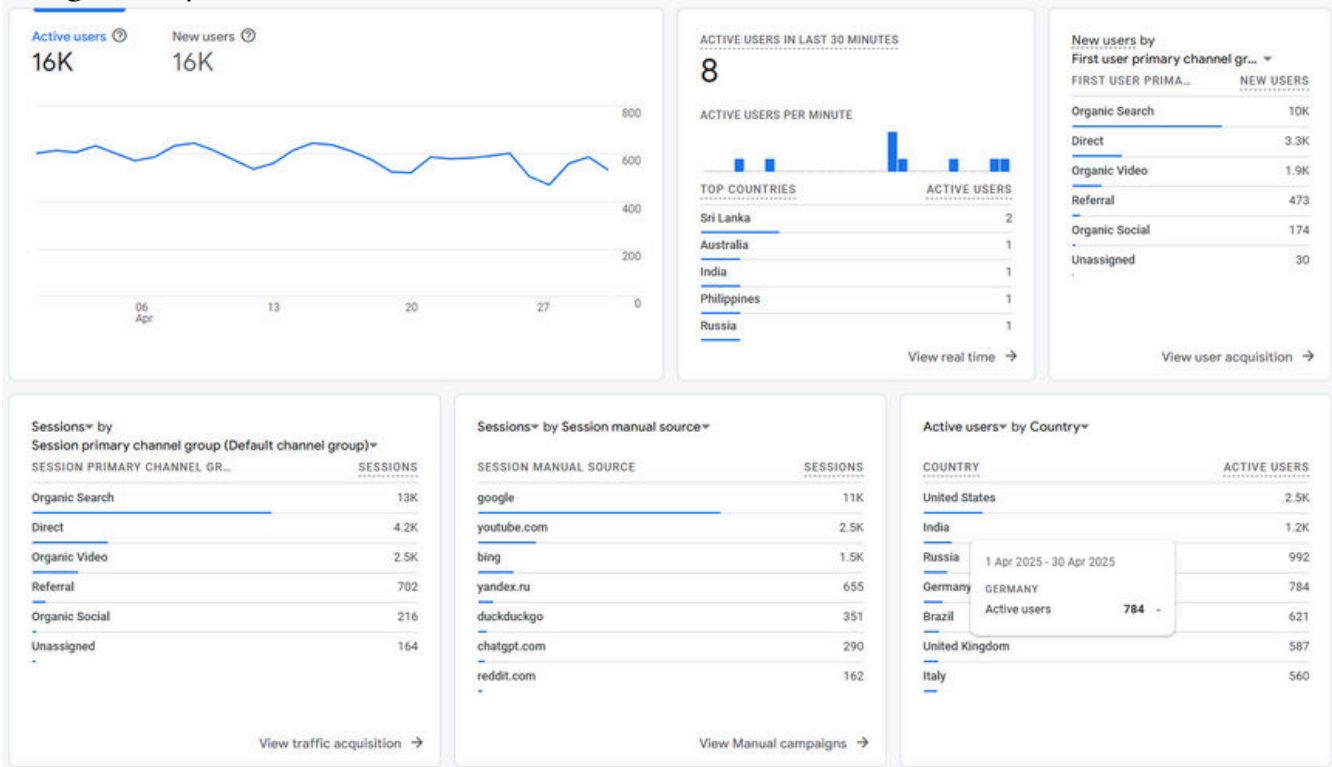 Active users
New users
16K
16K
800
600
400
200
0
06
Apr
13
20
27
ACTIVE USERS IN LAST 30 MINUTES
8
ACTIVE USERS PER MINUTE
TOP COUNTRIES ACTIVE USERS
Sri Lanka 2
Australia 1
India 1
Philippines 1
Russia 1
View real time
New users by
First user primary channel gr...
FIRST USER PRIMA... NEW USERS
Organic Search 10K
Direct 3.3K
Organic Video 1.9K
Referral 473
Organic Social 174
Unassigned 30
View user acquisition
Sessions by
Session primary channel group (Default channel group)
SESSION PRIMARY CHANNEL GR... SESSIONS
Organic Search 13K
Direct 4.2K
Organic Video 2.5K
Referral 702
Organic Social 216
Unassigned 164
View traffic acquisition
Sessions by Session manual source
SESSION MANUAL SOURCE SESSIONS
google 11K
youtube.com 2.5K
bing 1.5K
yandex.ru 655
duckduckgo 351
chatgpt.com 290
reddit.com 162
View Manual campaigns
Active users by Country
COUNTRY ACTIVE USERS
United States 2.5K
India 1.2K
Russia 992
Germany 784
Brazil 621
United Kingdom 587
Italy 560
1 Apr 2025 - 30 Apr 2025
GERMANY
Active users 784 -